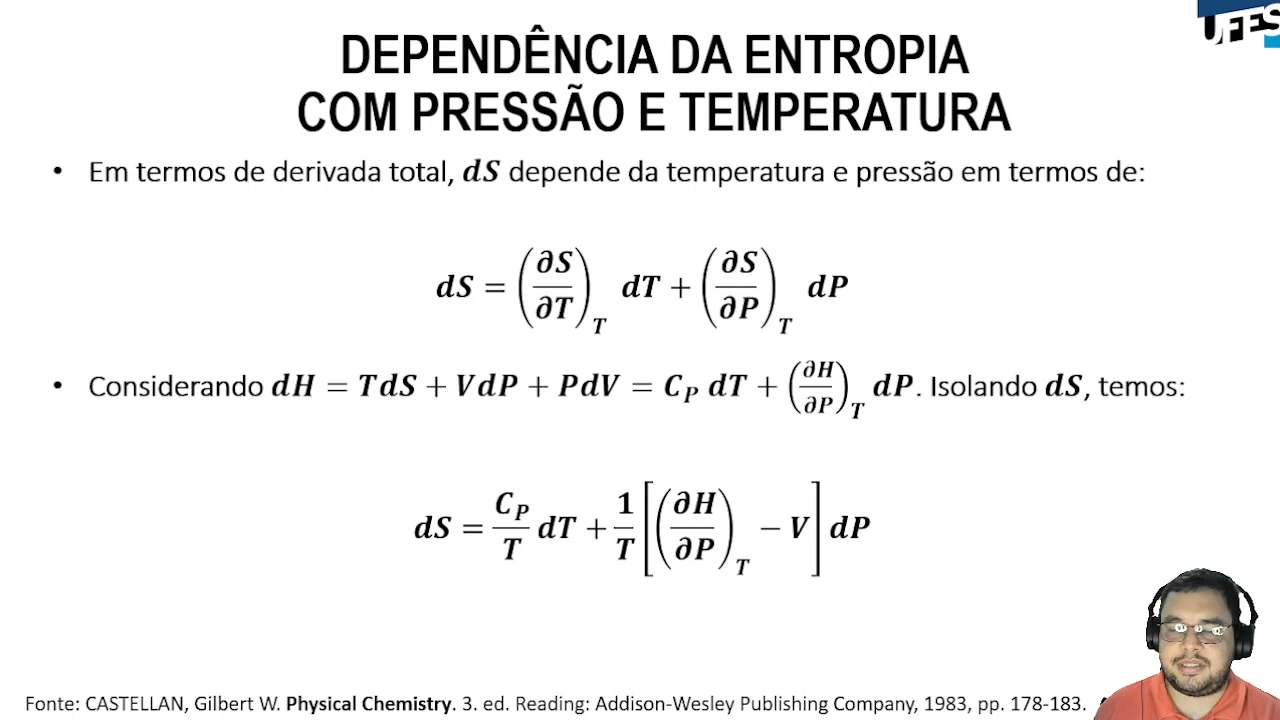 UFES
DEPENDÊNCIA DA ENTROPIA
COM PRESSÃO E TEMPERATURA
• Em termos de derivada total, dS depende da temperatura e pressão em termos de:
dS = (∂S/∂T)_T dT + (∂S/∂P)_T dP
• Considerando dH = TdS + VdP + PdV = C_P dT + (∂H/∂P)_T dP. Isolando dS, temos:
dS = C_P/T dT + 1/T [(∂H/∂P)_T − V] dP
Fonte: CASTELLAN, Gilbert W. Physical Chemistry. 3. ed. Reading: Addison-Wesley Publishing Company, 1983, pp. 178-183.